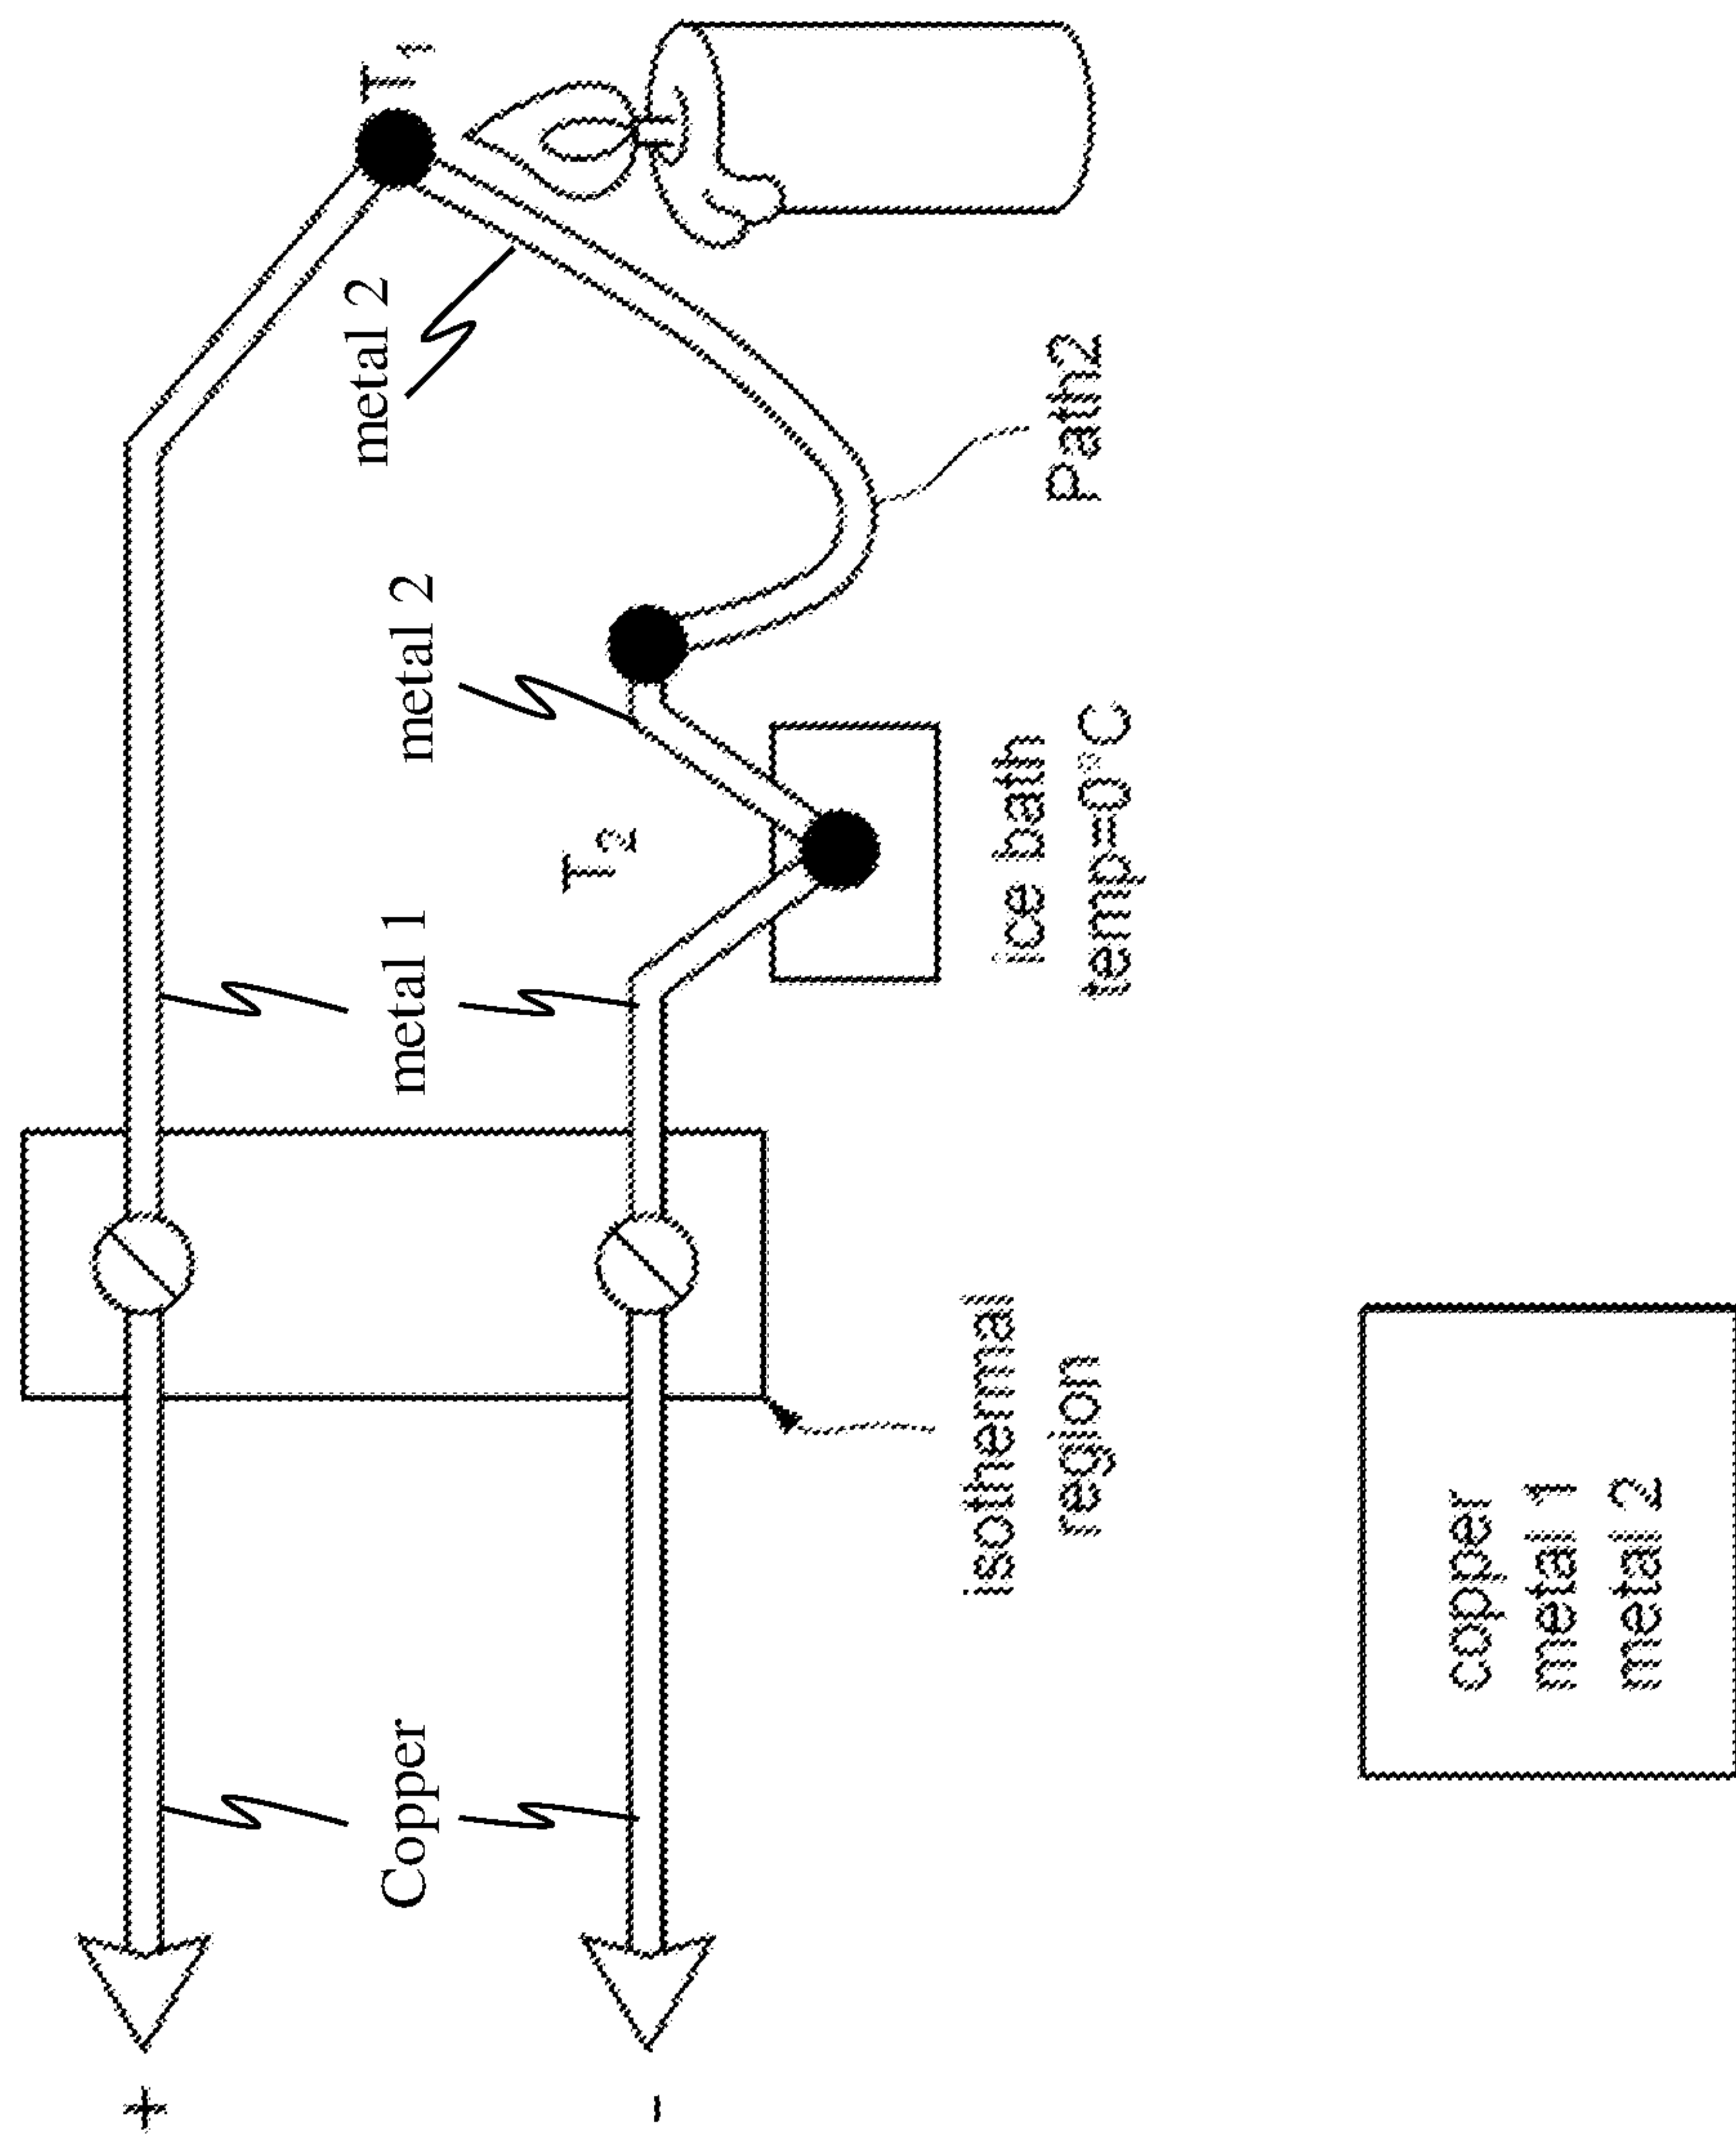 T1
metal 2
metal 2
Path2
T2
metal 1
ice bath
temp=0°C
isothermal
region
Copper
+
-
copper
metal 1
metal 2